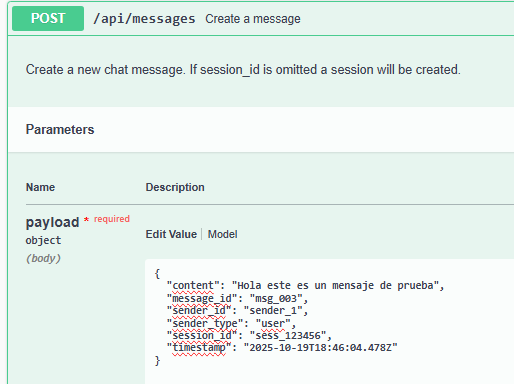 POST /api/messages Create a message
Create a new chat message. If session_id is omitted a session will be created.
Parameters
Name Description
payload * required
object
(body)
Edit Value | Model
{
"content": "Hola este es un mensaje de prueba",
"message_id": "msg_003",
"sender_id": "sender_1",
"sender_type": "user",
"session_id": "sess_123456",
"timestamp": "2025-10-19T18:46:04.478Z"
}